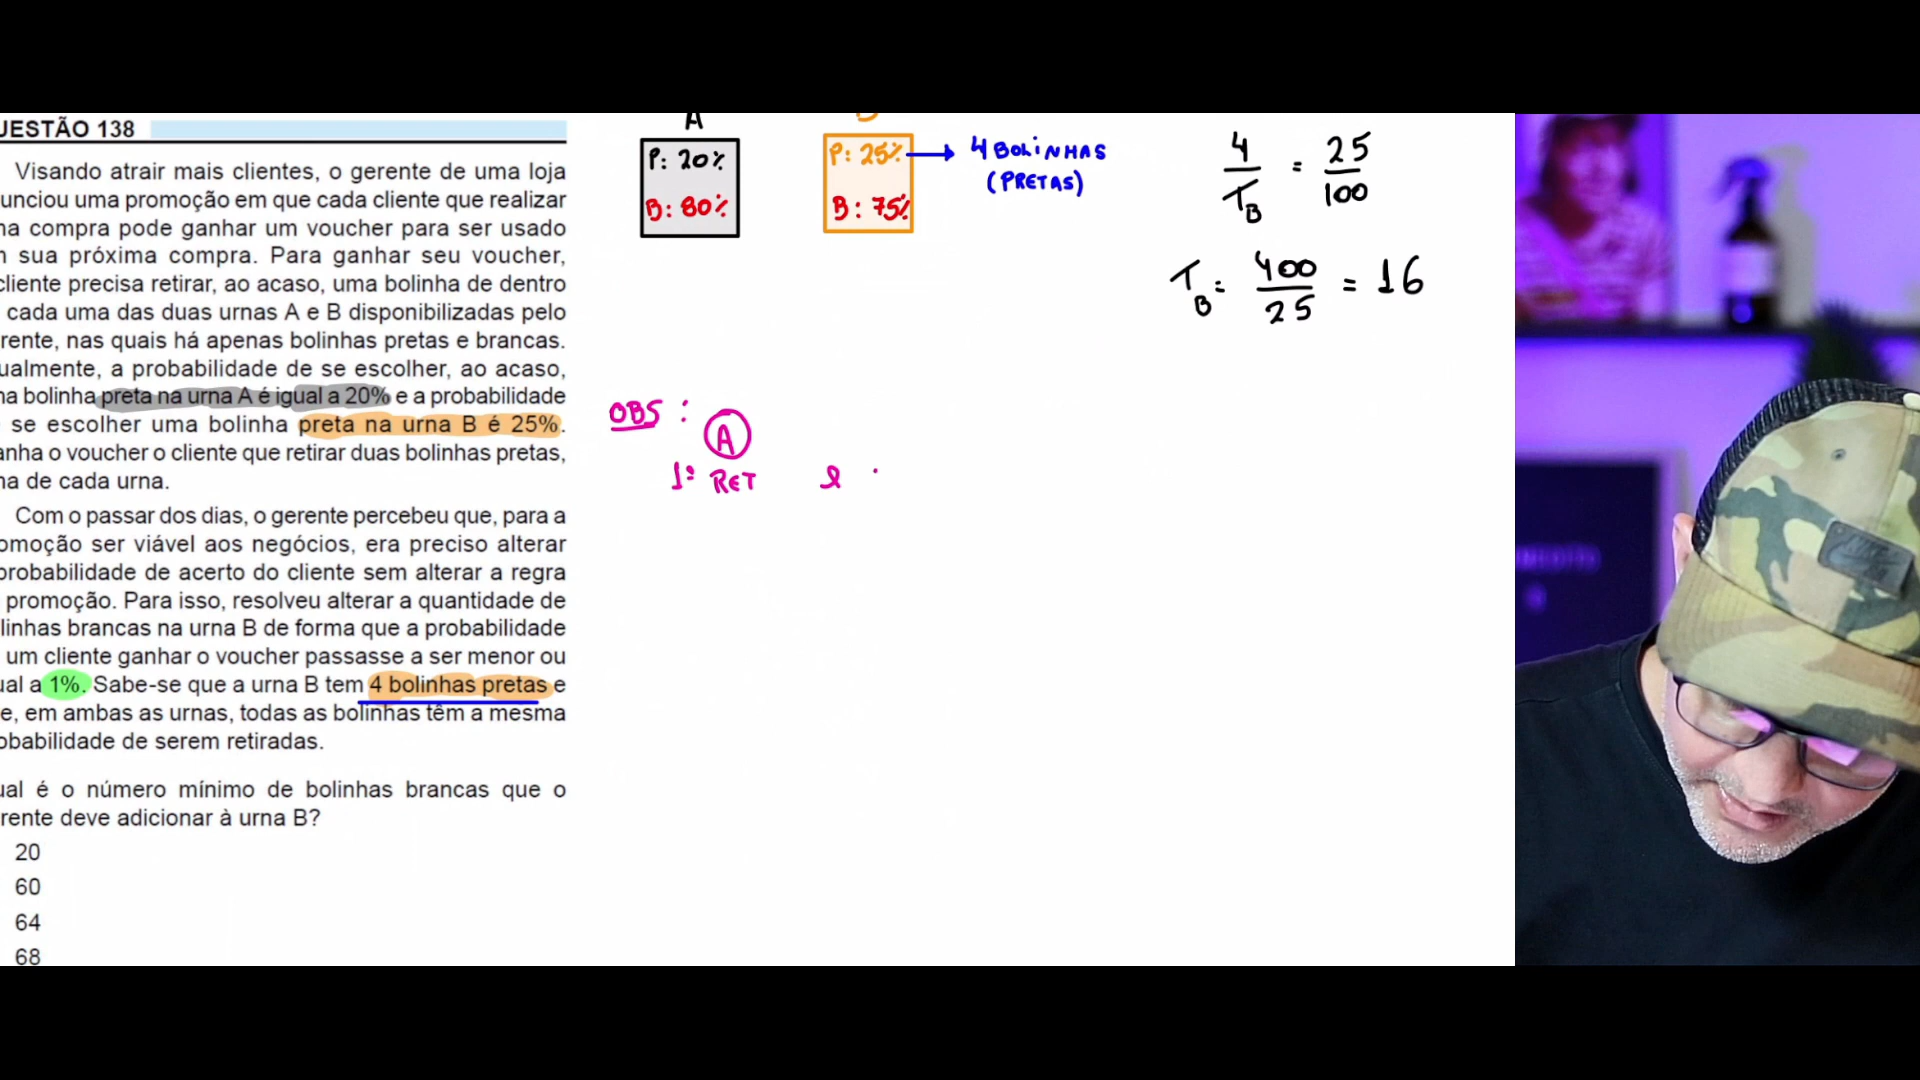 UESTÃO 138
Visando atrair mais clientes, o gerente de uma loja
unciou uma promoção em que cada cliente que realizar
na compra pode ganhar um voucher para ser usado
n sua próxima compra. Para ganhar seu voucher,
cliente precisa retirar, ao acaso, uma bolinha de dentro
cada uma das duas urnas A e B disponibilizadas pelo
rente, nas quais há apenas bolinhas pretas e brancas.
ualmente, a probabilidade de se escolher, ao acaso,
na bolinha preta na urna A é igual a 20% e a probabilidade
se escolher uma bolinha preta na urna B é 25%.
anha o voucher o cliente que retirar duas bolinhas pretas,
na de cada urna.
Com o passar dos dias, o gerente percebeu que, para a
omoção ser viável aos negócios, era preciso alterar
probabilidade de acerto do cliente sem alterar a regra
promoção. Para isso, resolveu alterar a quantidade de
linhas brancas na urna B de forma que a probabilidade
um cliente ganhar o voucher passasse a ser menor ou
ual a 1%. Sabe-se que a urna B tem 4 bolinhas pretas e
e, em ambas as urnas, todas as bolinhas têm a mesma
obabilidade de serem retiradas.
ual é o número mínimo de bolinhas brancas que o
rente deve adicionar à urna B?
20
60
64
68
A
P: 20%
B: 80%
P: 25%
B: 75%
4 BOLINHAS
(PRETAS)
4/T_B = 25/100
T_B = 400/25 = 16
OBS:
A
1ª RET e